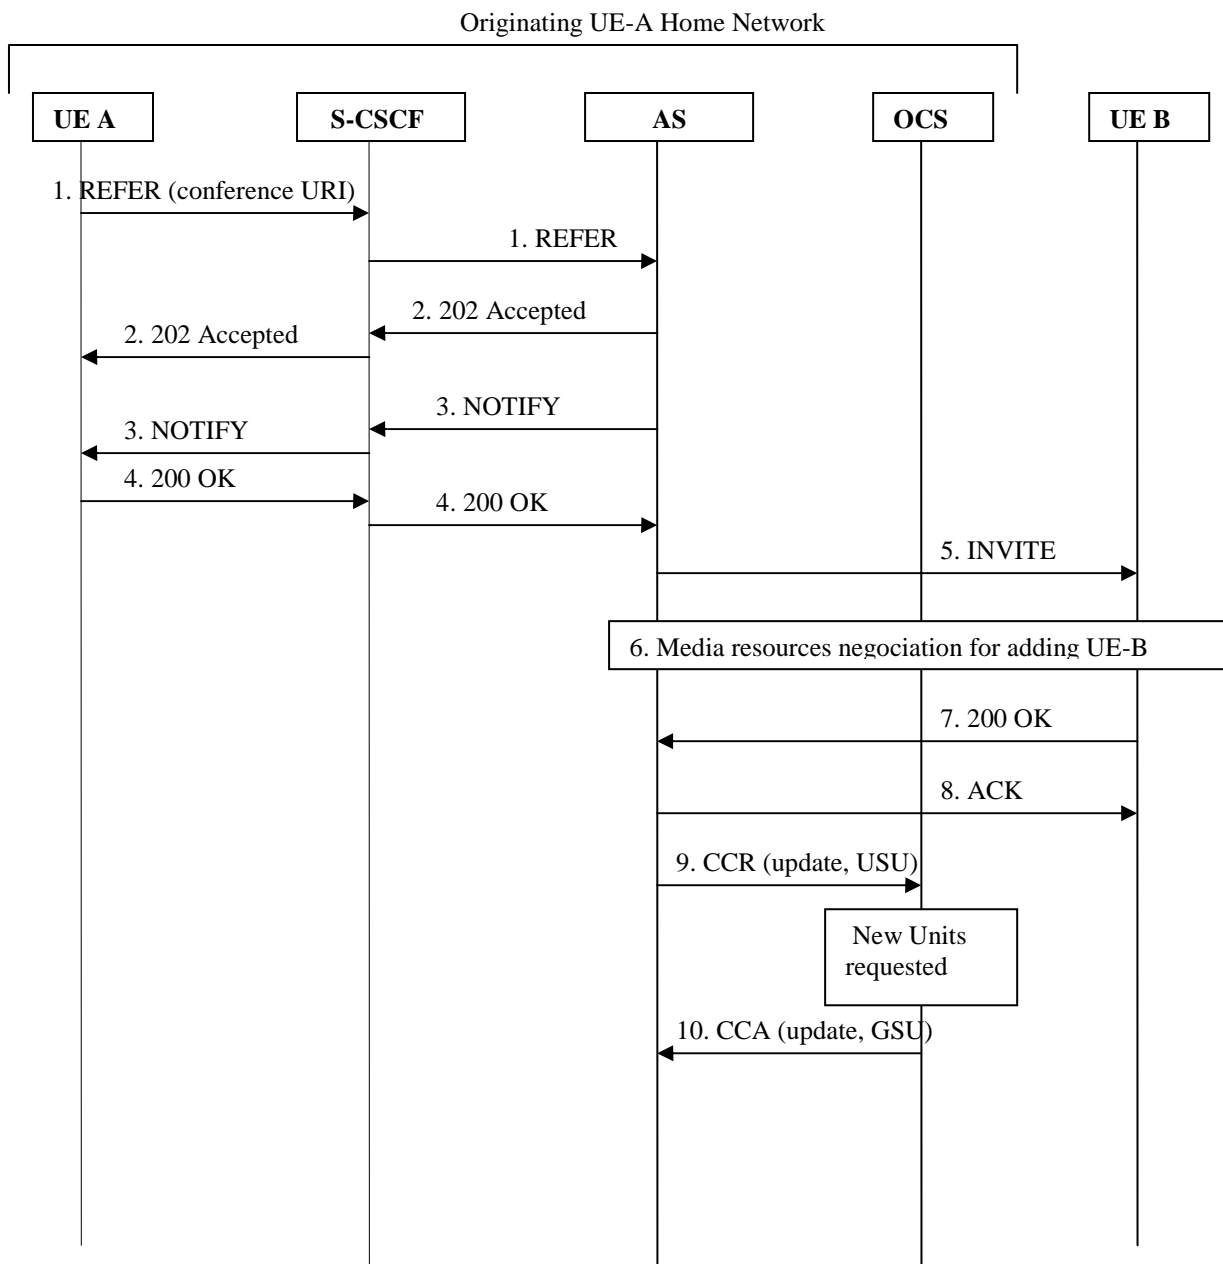 Originating UE-A Home Network
UE A
S-CSCF
AS
OCS
UE B
1. REFER (conference URI)
1. REFER
2. 202 Accepted
2. 202 Accepted
3. NOTIFY
3. NOTIFY
4. 200 OK
4. 200 OK
5. INVITE
6. Media resources negociation for adding UE-B
7. 200 OK
8. ACK
9. CCR (update, USU)
New Units
requested
10. CCA (update, GSU)